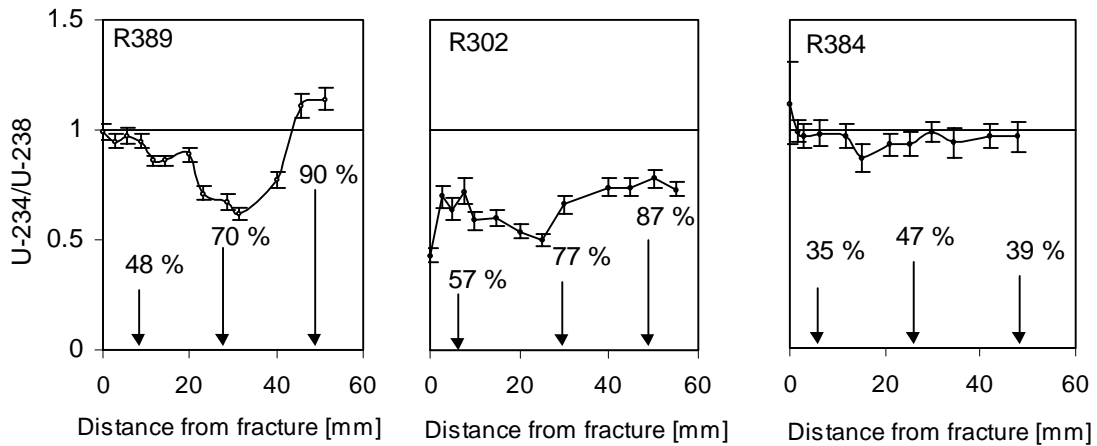 U-234/U-238
1.5
1
0.5
0
R389
48 %
70 %
90 %
0 20 40 60
Distance from fracture [mm]
R302
57 %
77 %
87 %
0 20 40 60
Distance from fracture [mm]
R384
35 %
47 %
39 %
0 20 40 60
Distance from fracture [mm]